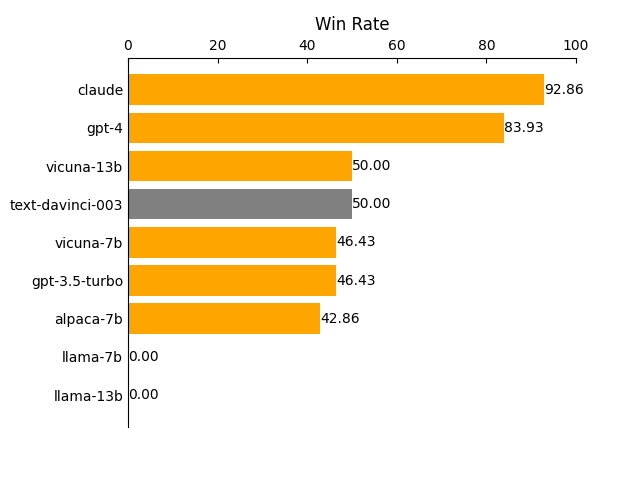 Win Rate
0 20 40 60 80 100
claude 92.86
gpt-4 83.93
vicuna-13b 50.00
text-davinci-003 50.00
vicuna-7b 46.43
gpt-3.5-turbo 46.43
alpaca-7b 42.86
llama-7b 0.00
llama-13b 0.00